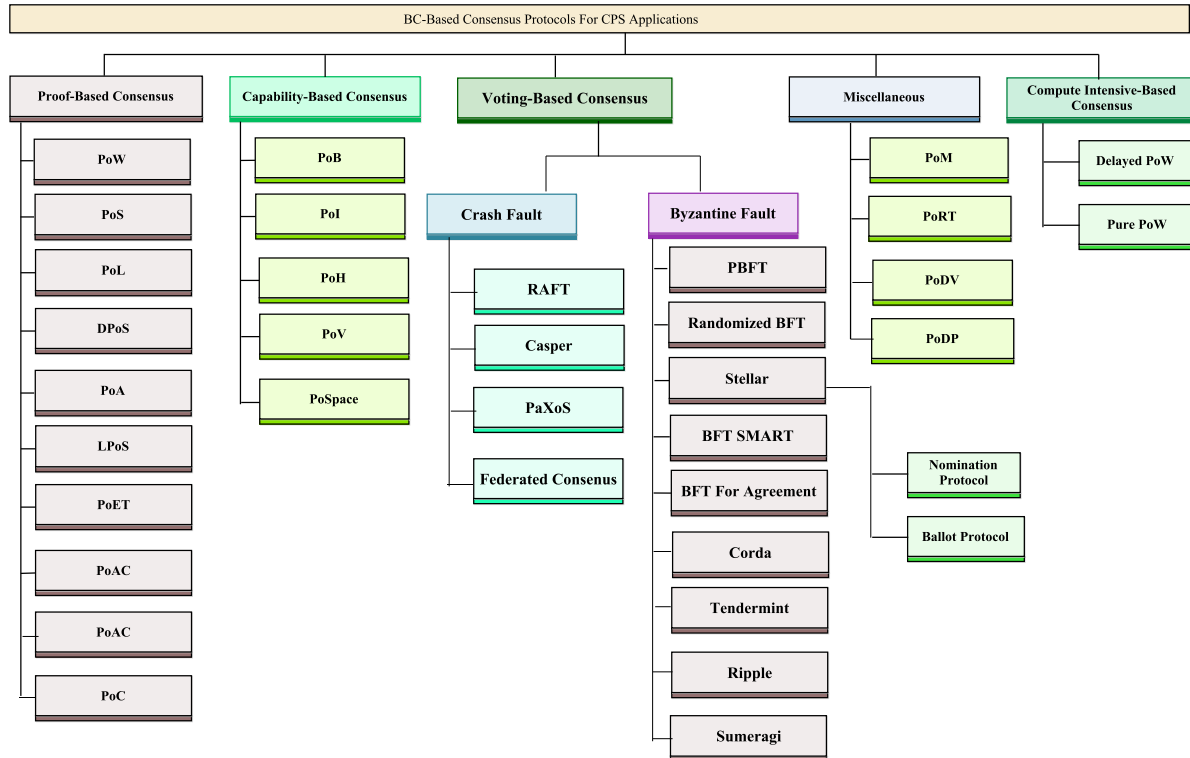 BC-Based Consensus Protocols For CPS Applications
Proof-Based Consensus
PoW
PoS
PoL
DPoS
PoA
LPoS
PoET
PoAC
PoAC
PoC
Capability-Based Consensus
PoB
PoI
PoH
PoV
PoSpace
Voting-Based Consensus
Crash Fault
RAFT
Casper
PaXoS
Federated Consenus
Byzantine Fault
PBFT
Randomized BFT
Stellar
BFT SMART
BFT For Agreement
Corda
Tendermint
Ripple
Sumeragi
Nomination
Protocol
Ballot Protocol
Miscellaneous
PoM
PoRT
PoDV
PoDP
Compute Intensive-Based
Consensus
Delayed PoW
Pure PoW